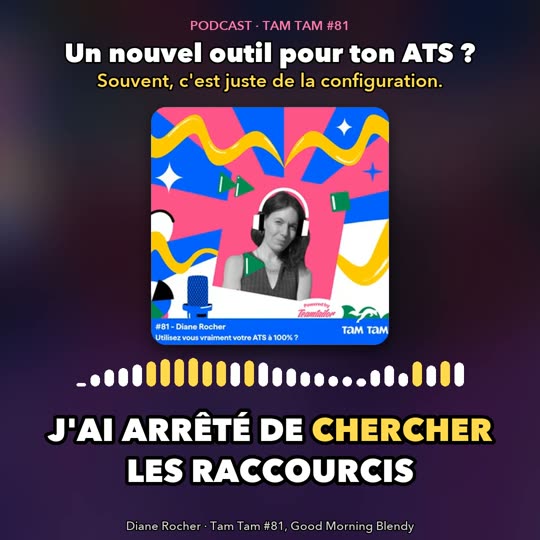 PODCAST · TAM TAM #81
Un nouvel outil pour ton ATS ?
Souvent, c'est juste de la configuration.
Powered by
Teamtailor
#81 - Diane Rocher
Utilisez vous vraiment votre ATS à 100% ?
TAM TAM
J'AI ARRÊTÉ DE CHERCHER
LES RACCOURCIS
Diane Rocher · Tam Tam #81, Good Morning Blendy